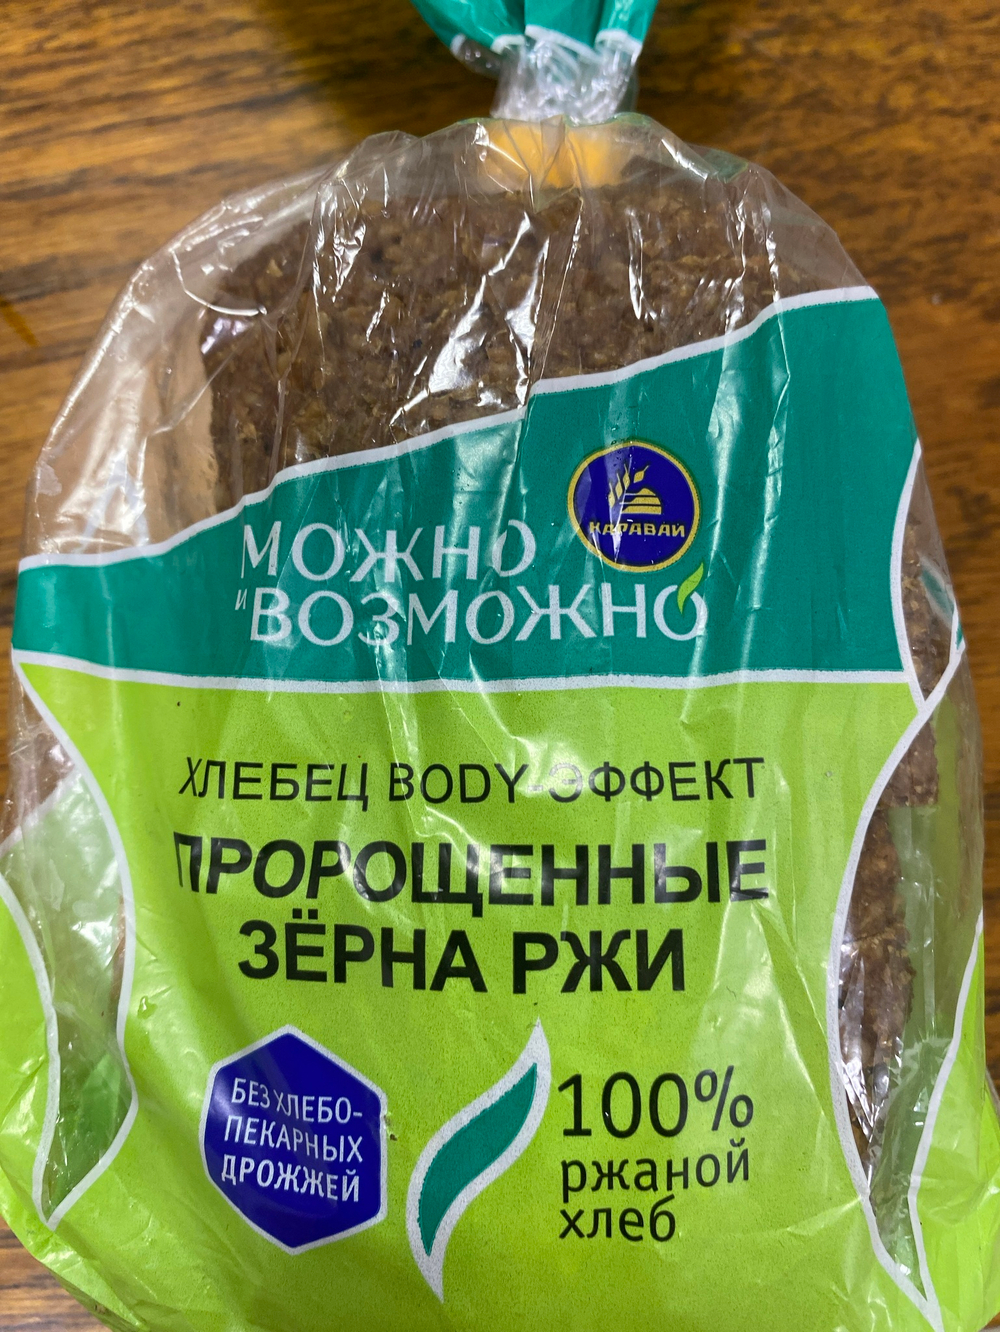 КАРАВАЙ
МОЖНО
И ВОЗМОЖНО
ХЛЕБЕЦ BODY-ЭФФЕКТ
ПРОРОЩЕННЫЕ
ЗЁРНА РЖИ
БЕЗ ХЛЕБО-
ПЕКАРНЫХ
ДРОЖЖЕЙ
100%
ржаной
хлеб